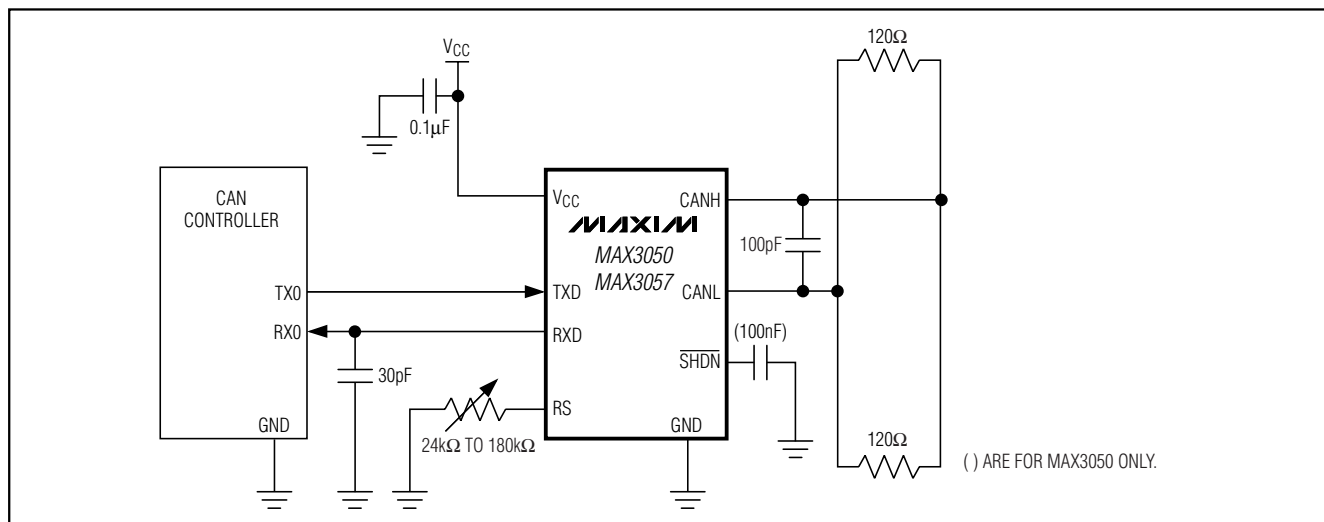 120Ω
VCC
0.1µF
CAN
CONTROLLER
VCC
CANH
MAXIM
MAX3050
MAX3057
100pF
TX0
TXD
CANL
RX0
RXD
(100nF)
SHDN
30pF
RS
GND
24kΩ TO 180kΩ
GND
120Ω
( ) ARE FOR MAX3050 ONLY.